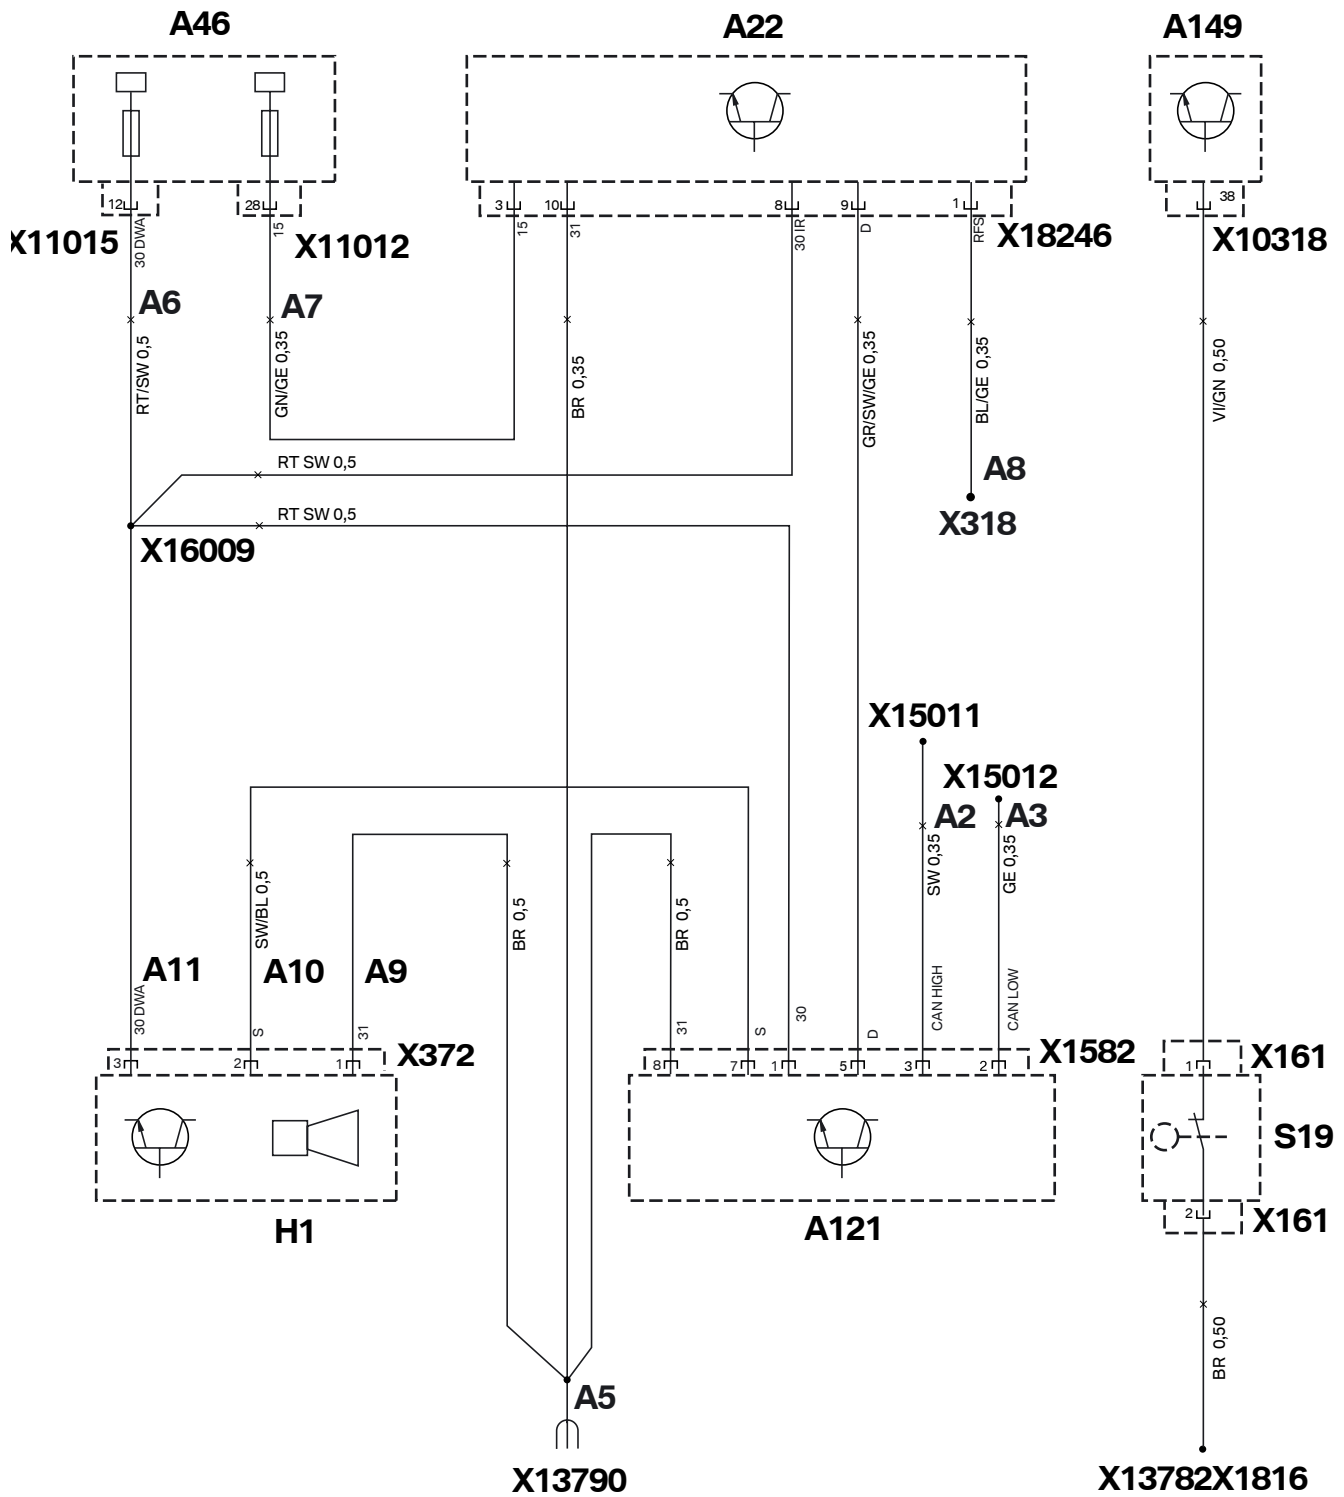 A46
A22
A149
12
28
3
10
8
9
1
38
X11015
30 DWA
15
X11012
15
31
30 IR
D
RFS
X18246
X10318
A6
A7
RT/SW 0,5
GN/GE 0,35
BR 0,35
GR/SW/GE 0,35
BL/GE 0,35
VI/GN 0,50
RT SW 0,5
A8
RT SW 0,5
X318
X16009
X15011
X15012
A2
A3
SW 0,35
GE 0,35
SW/BL 0,5
BR 0,5
BR 0,5
A11
A10
A9
30 DWA
S
31
31
S
30
D
CAN HIGH
CAN LOW
X372
X1582
X161
3
2
1
8
7
1
5
3
2
1
S19
H1
A121
2
X161
BR 0,50
A5
X13790
X13782X1816